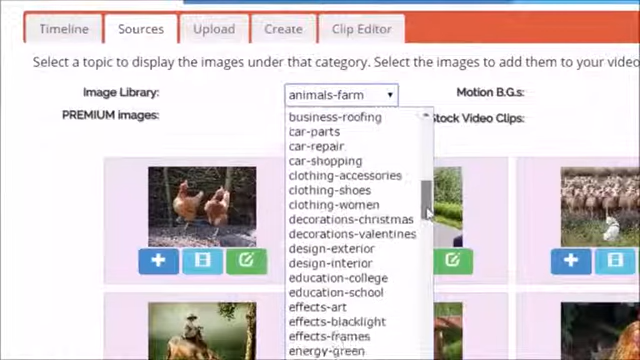 Timeline
Sources
Upload
Create
Clip Editor
Select a topic to display the images under that category. Select the images to add them to your video
Image Library:
animals-farm
Motion B.G.s:
PREMIUM images:
Stock Video Clips:
business-roofing
car-parts
car-repair
car-shopping
clothing-accessories
clothing-shoes
clothing-women
decorations-christmas
decorations-valentines
design-exterior
design-interior
education-college
education-school
effects-art
effects-blacklight
effects-frames
energy-green